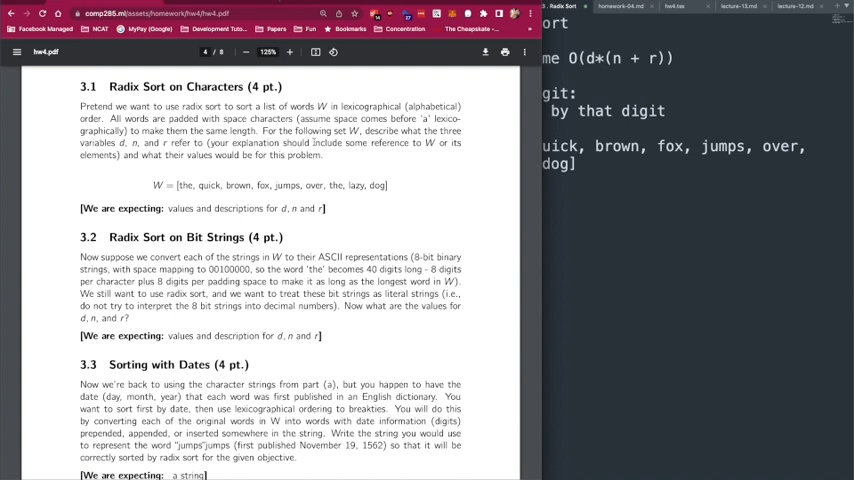 comp285.ml/assets/homework/hw4/hw4.pdf
Facebook Managed
NCAT
MyPay (Google)
Papers
Fun
Bookmarks
Concentration
Development Tuto...
The Cheapskate -...
hw4.pdf
4 / 8
125%
3.1 Radix Sort on Characters (4 pt.)
Pretend we want to use radix sort to sort a list of words W in lexicographical (alphabetical)
order. All words are padded with space characters (assume space comes before 'a' lexico-
graphically) to make them the same length. For the following set W, describe what the three
variables d, n, and r refer to (your explanation should include some reference to W or its
elements) and what their values would be for this problem.
W = [the, quick, brown, fox, jumps, over, the, lazy, dog]
[We are expecting: values and descriptions for d, n and r]
3.2 Radix Sort on Bit Strings (4 pt.)
Now suppose we convert each of the strings in W to their ASCII representations (8-bit binary
strings, with space mapping to 00100000, so the word 'the' becomes 40 digits long - 8 digits
per character plus 8 digits per padding space to make it as long as the longest word in W).
We still want to use radix sort, and we want to treat these bit strings as literal strings (i.e.,
do not try to interpret the 8 bit strings into decimal numbers). Now what are the values for
d, n, and r?
[We are expecting: values and description for d, n and r]
3.3 Sorting with Dates (4 pt.)
Now we're back to using the character strings from part (a), but you happen to have the
date (day, month, year) that each word was first published in an English dictionary. You
want to sort first by date, then use lexicographical ordering to breakties. You will do this
by converting each of the original words in W into words with date information (digits)
prepended, appended, or inserted somewhere in the string. Write the string you would use
to represent the word "jumps"jumps (first published November 19, 1562) so that it will be
correctly sorted by radix sort for the given objective.
[We are expecting: a string]
3. Radix Sort
homework-04.md
hw4.tex
lecture-13.md
lecture-12.md
ort
me O(d*(n + r))
git:
by that digit
uick, brown, fox, jumps, over,
dog]